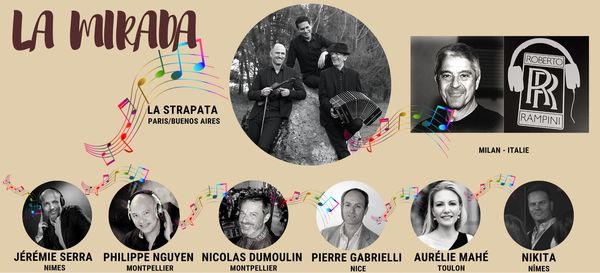 LA MIRADA
LA STRAPATA
PARIS/BUENOS AIRES
ROBERTO
RR
RAMPINI
MILAN - ITALIE
JÉRÉMIE SERRA
NIMES
PHILIPPE NGUYEN
MONTPELLIER
NICOLAS DUMOULIN
MONTPELLIER
PIERRE GABRIELLI
NICE
AURÉLIE MAHÉ
TOULON
NIKITA
NÎMES